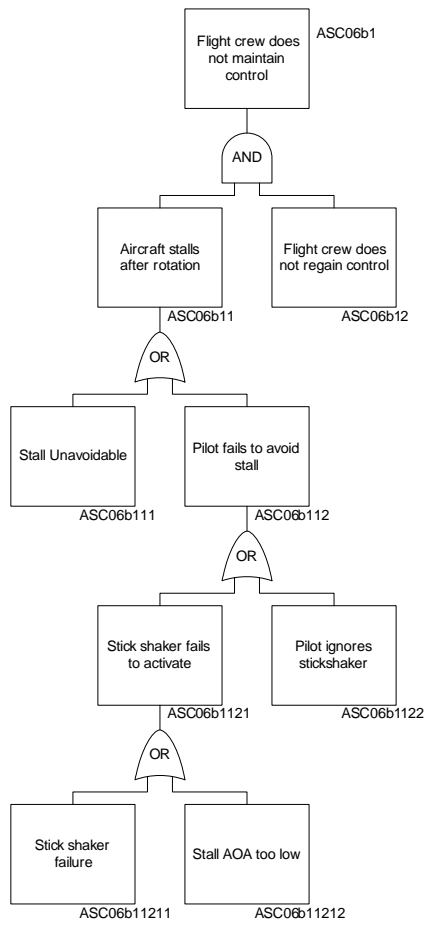 Flight crew does
not maintain
control
ASC06b1
AND
Aircraft stalls
after rotation
ASC06b11
Flight crew does
not regain control
ASC06b12
OR
Stall Unavoidable
ASC06b111
Pilot fails to avoid
stall
ASC06b112
OR
Stick shaker fails
to activate
ASC06b1121
Pilot ignores
stickshaker
ASC06b1122
OR
Stick shaker
failure
ASC06b11211
Stall AOA too low
ASC06b11212